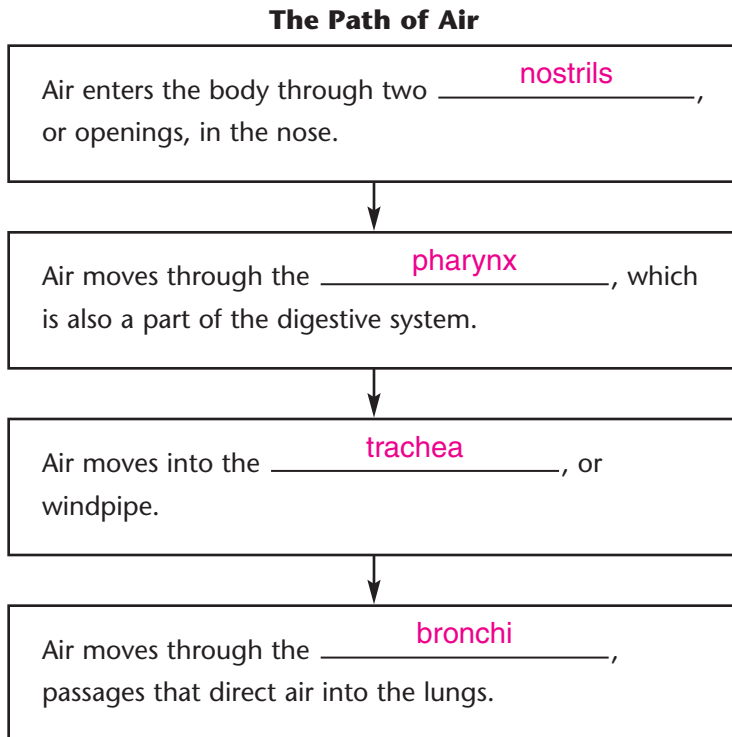 The Path of Air
Air enters the body through two nostrils,
or openings, in the nose.
Air moves through the pharynx, which
is also a part of the digestive system.
Air moves into the trachea, or
windpipe.
Air moves through the bronchi,
passages that direct air into the lungs.